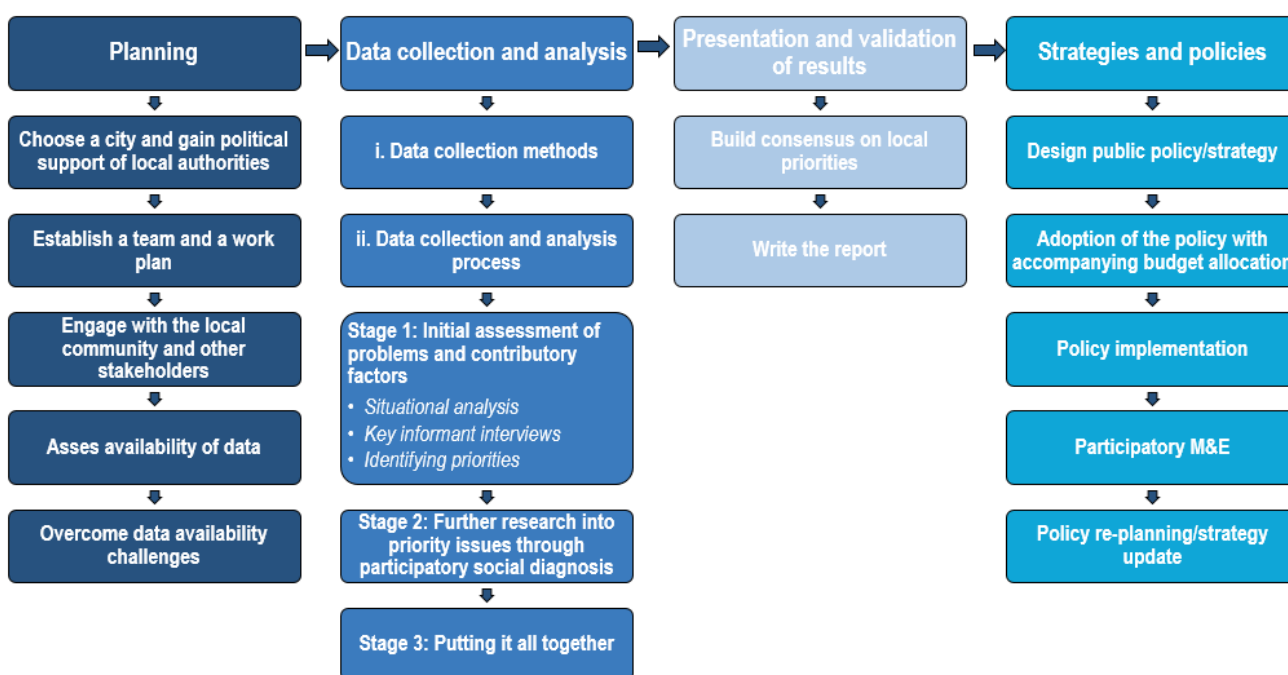 Planning
Choose a city and gain political
support of local authorities
Establish a team and a work
plan
Engage with the local
community and other
stakeholders
Asses availability of data
Overcome data availability
challenges
Data collection and analysis
i. Data collection methods
ii. Data collection and analysis
process
Stage 1: Initial assessment of
problems and contributory
factors
• Situational analysis
• Key informant interviews
• Identifying priorities
Stage 2: Further research into
priority issues through
participatory social diagnosis
Stage 3: Putting it all together
Presentation and validation
of results
Build consensus on local
priorities
Write the report
Strategies and policies
Design public policy/strategy
Adoption of the policy with
accompanying budget allocation
Policy implementation
Participatory M&E
Policy re-planning/strategy
update